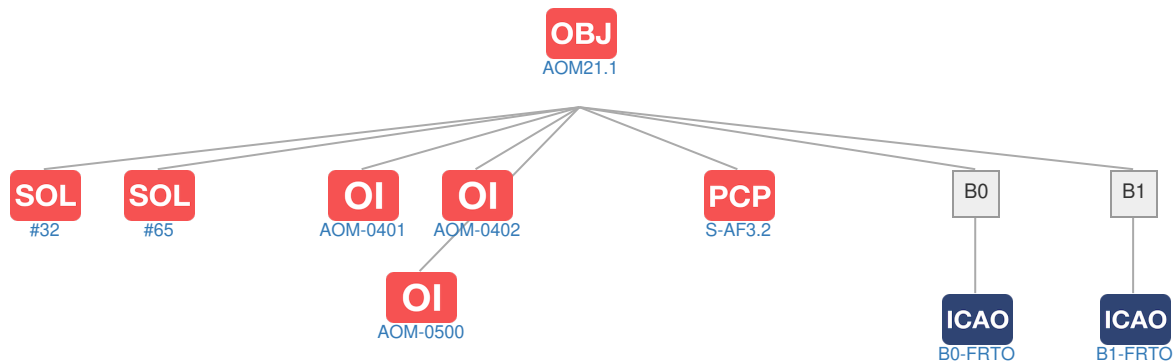 OBJ
AOM21.1
SOL
#32
SOL
#65
OI
AOM-0401
OI
AOM-0402
PCP
S-AF3.2
B0
B1
OI
AOM-0500
ICAO
B0-FRTO
ICAO
B1-FRTO